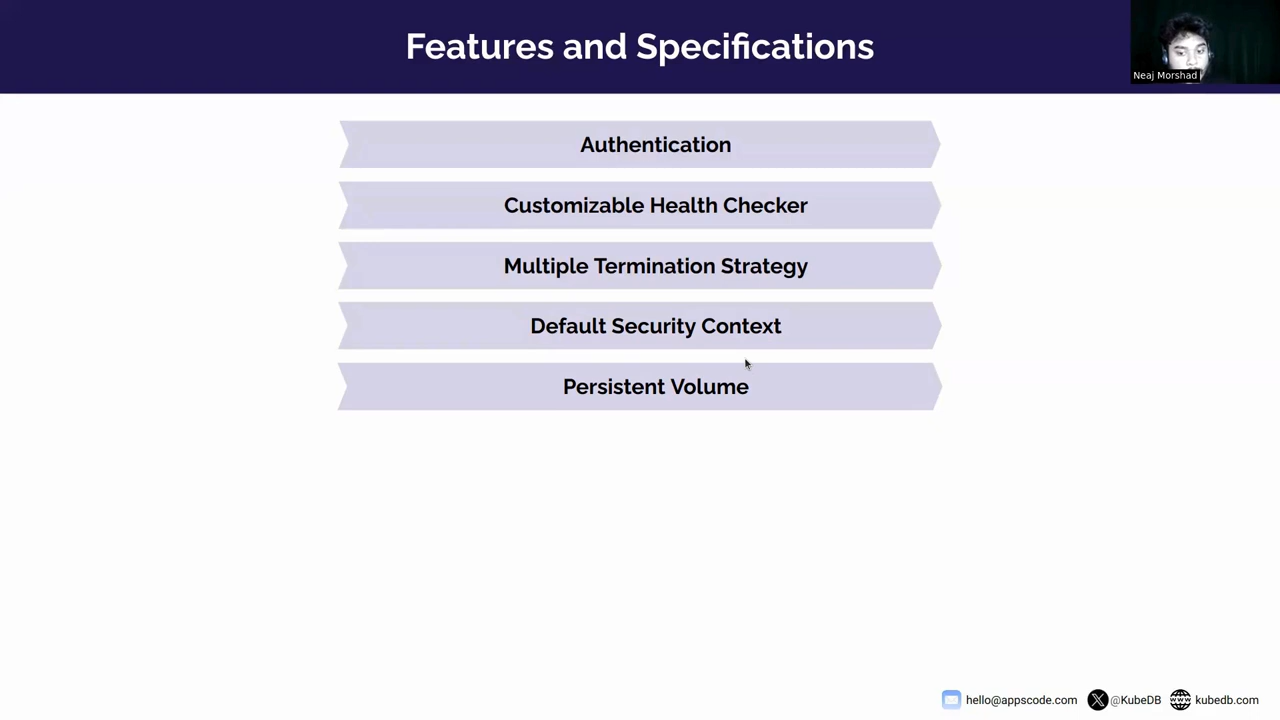 Features and Specifications
Neaj Morshad
Authentication
Customizable Health Checker
Multiple Termination Strategy
Default Security Context
Persistent Volume
hello@appscode.com @KubeDB kubedb.com